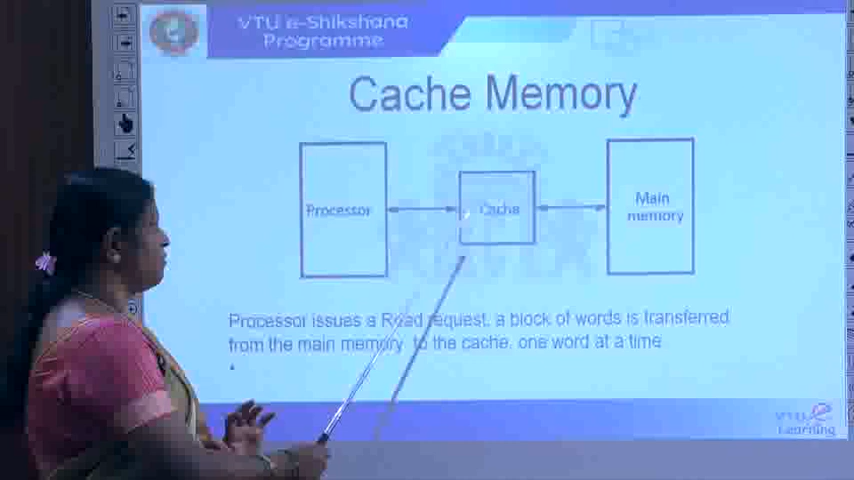 VTU e-Shikshana
Programme
Cache Memory
Processor
Cache
Main
memory
Processor issues a Read request, a block of words is transferred
from the main memory to the cache, one word at a time
VTU e
Learning